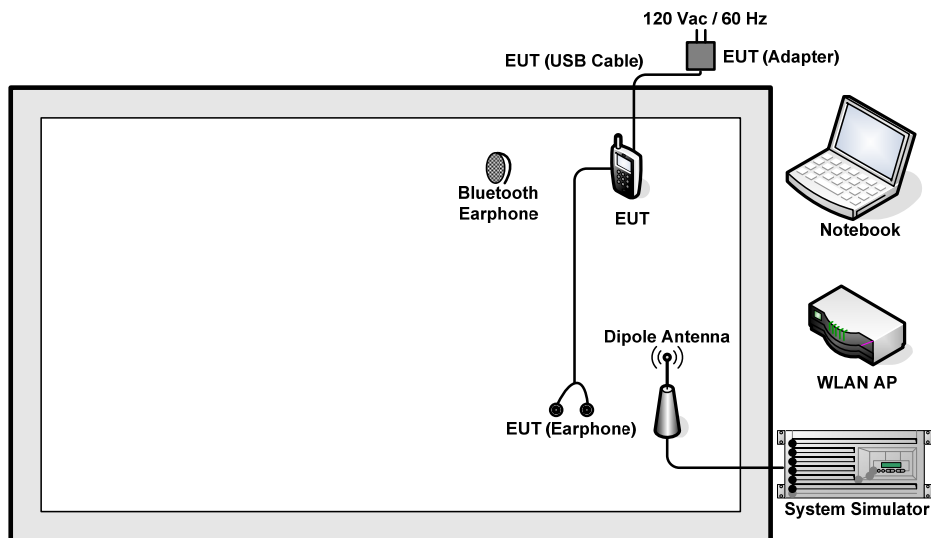 120 Vac / 60 Hz
EUT (USB Cable)
EUT (Adapter)
Bluetooth
Earphone
EUT
Notebook
Dipole Antenna
WLAN AP
EUT (Earphone)
System Simulator